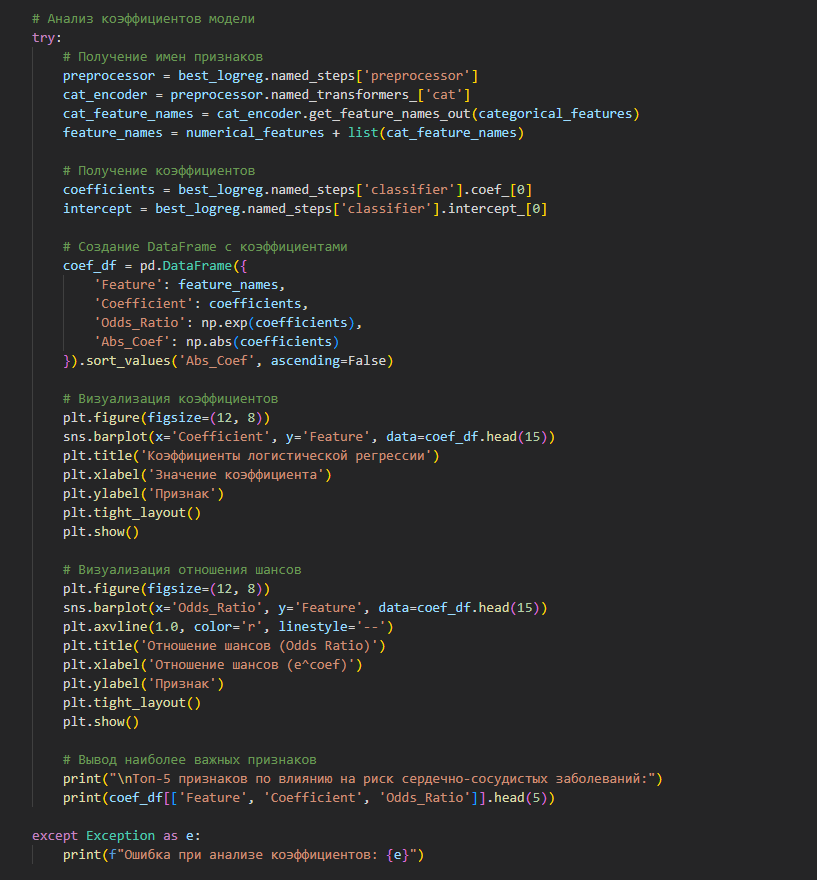 # Анализ коэффициентов модели
try:
    # Получение имен признаков
    preprocessor = best_logreg.named_steps['preprocessor']
    cat_encoder = preprocessor.named_transformers_['cat']
    cat_feature_names = cat_encoder.get_feature_names_out(categorical_features)
    feature_names = numerical_features + list(cat_feature_names)

    # Получение коэффициентов
    coefficients = best_logreg.named_steps['classifier'].coef_[0]
    intercept = best_logreg.named_steps['classifier'].intercept_[0]

    # Создание DataFrame с коэффициентами
    coef_df = pd.DataFrame({
        'Feature': feature_names,
        'Coefficient': coefficients,
        'Odds_Ratio': np.exp(coefficients),
        'Abs_Coef': np.abs(coefficients)
    }).sort_values('Abs_Coef', ascending=False)

    # Визуализация коэффициентов
    plt.figure(figsize=(12, 8))
    sns.barplot(x='Coefficient', y='Feature', data=coef_df.head(15))
    plt.title('Коэффициенты логистической регрессии')
    plt.xlabel('Значение коэффициента')
    plt.ylabel('Признак')
    plt.tight_layout()
    plt.show()

    # Визуализация отношения шансов
    plt.figure(figsize=(12, 8))
    sns.barplot(x='Odds_Ratio', y='Feature', data=coef_df.head(15))
    plt.axvline(1.0, color='r', linestyle='--')
    plt.title('Отношение шансов (Odds Ratio)')
    plt.xlabel('Отношение шансов (e^coef)')
    plt.ylabel('Признак')
    plt.tight_layout()
    plt.show()

    # Вывод наиболее важных признаков
    print("\nТоп-5 признаков по влиянию на риск сердечно-сосудистых заболеваний:")
    print(coef_df[['Feature', 'Coefficient', 'Odds_Ratio']].head(5))

except Exception as e:
    print(f"Ошибка при анализе коэффициентов: {e}")